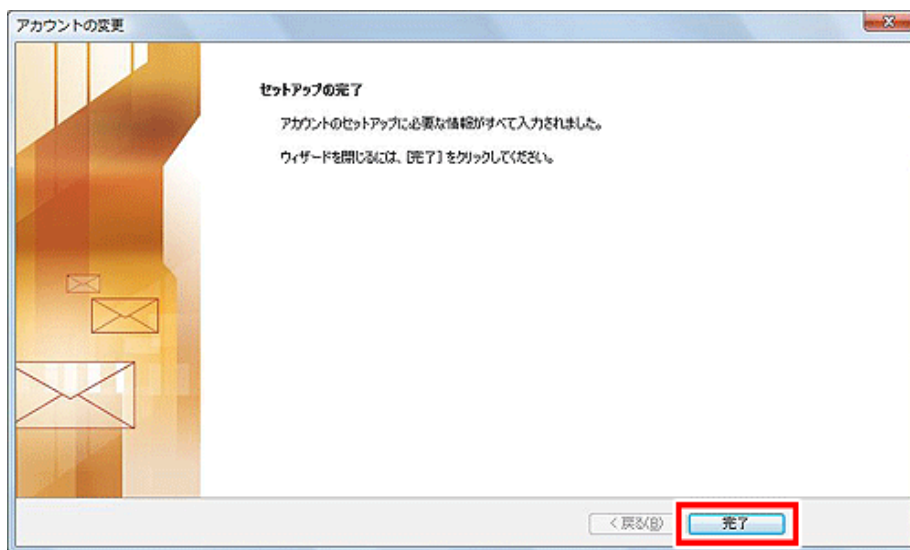 アカウントの変更
セットアップの完了
アカウントのセットアップに必要な情報がすべて入力されました。
ウィザードを閉じるには、[完了] をクリックしてください。
< 戻る(B)
完了